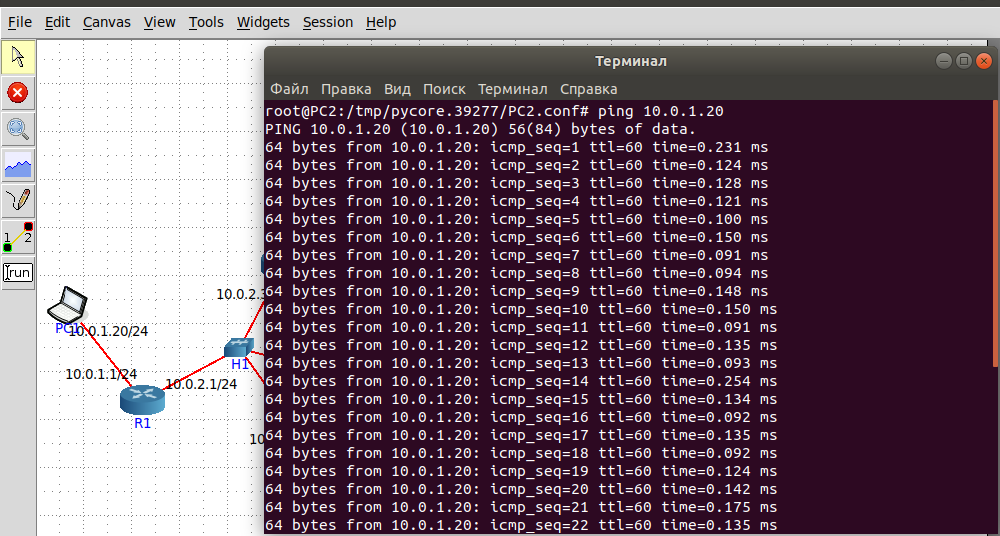 File Edit Canvas View Tools Widgets Session Help
Терминал
Файл Правка Вид Поиск Терминал Справка
root@PC2:/tmp/pycore.39277/PC2.conf# ping 10.0.1.20
PING 10.0.1.20 (10.0.1.20) 56(84) bytes of data.
64 bytes from 10.0.1.20: icmp_seq=1 ttl=60 time=0.231 ms
64 bytes from 10.0.1.20: icmp_seq=2 ttl=60 time=0.124 ms
64 bytes from 10.0.1.20: icmp_seq=3 ttl=60 time=0.128 ms
64 bytes from 10.0.1.20: icmp_seq=4 ttl=60 time=0.121 ms
64 bytes from 10.0.1.20: icmp_seq=5 ttl=60 time=0.100 ms
64 bytes from 10.0.1.20: icmp_seq=6 ttl=60 time=0.150 ms
64 bytes from 10.0.1.20: icmp_seq=7 ttl=60 time=0.091 ms
64 bytes from 10.0.1.20: icmp_seq=8 ttl=60 time=0.094 ms
64 bytes from 10.0.1.20: icmp_seq=9 ttl=60 time=0.148 ms
64 bytes from 10.0.1.20: icmp_seq=10 ttl=60 time=0.150 ms
64 bytes from 10.0.1.20: icmp_seq=11 ttl=60 time=0.091 ms
64 bytes from 10.0.1.20: icmp_seq=12 ttl=60 time=0.135 ms
64 bytes from 10.0.1.20: icmp_seq=13 ttl=60 time=0.093 ms
64 bytes from 10.0.1.20: icmp_seq=14 ttl=60 time=0.254 ms
64 bytes from 10.0.1.20: icmp_seq=15 ttl=60 time=0.134 ms
64 bytes from 10.0.1.20: icmp_seq=16 ttl=60 time=0.092 ms
64 bytes from 10.0.1.20: icmp_seq=17 ttl=60 time=0.135 ms
64 bytes from 10.0.1.20: icmp_seq=18 ttl=60 time=0.092 ms
64 bytes from 10.0.1.20: icmp_seq=19 ttl=60 time=0.124 ms
64 bytes from 10.0.1.20: icmp_seq=20 ttl=60 time=0.142 ms
64 bytes from 10.0.1.20: icmp_seq=21 ttl=60 time=0.175 ms
64 bytes from 10.0.1.20: icmp_seq=22 ttl=60 time=0.135 ms
1 2
run
10.0.2.3
10.0.1.20/24
H1
10.0.1.1/24
10.0.2.1/24
R1
10